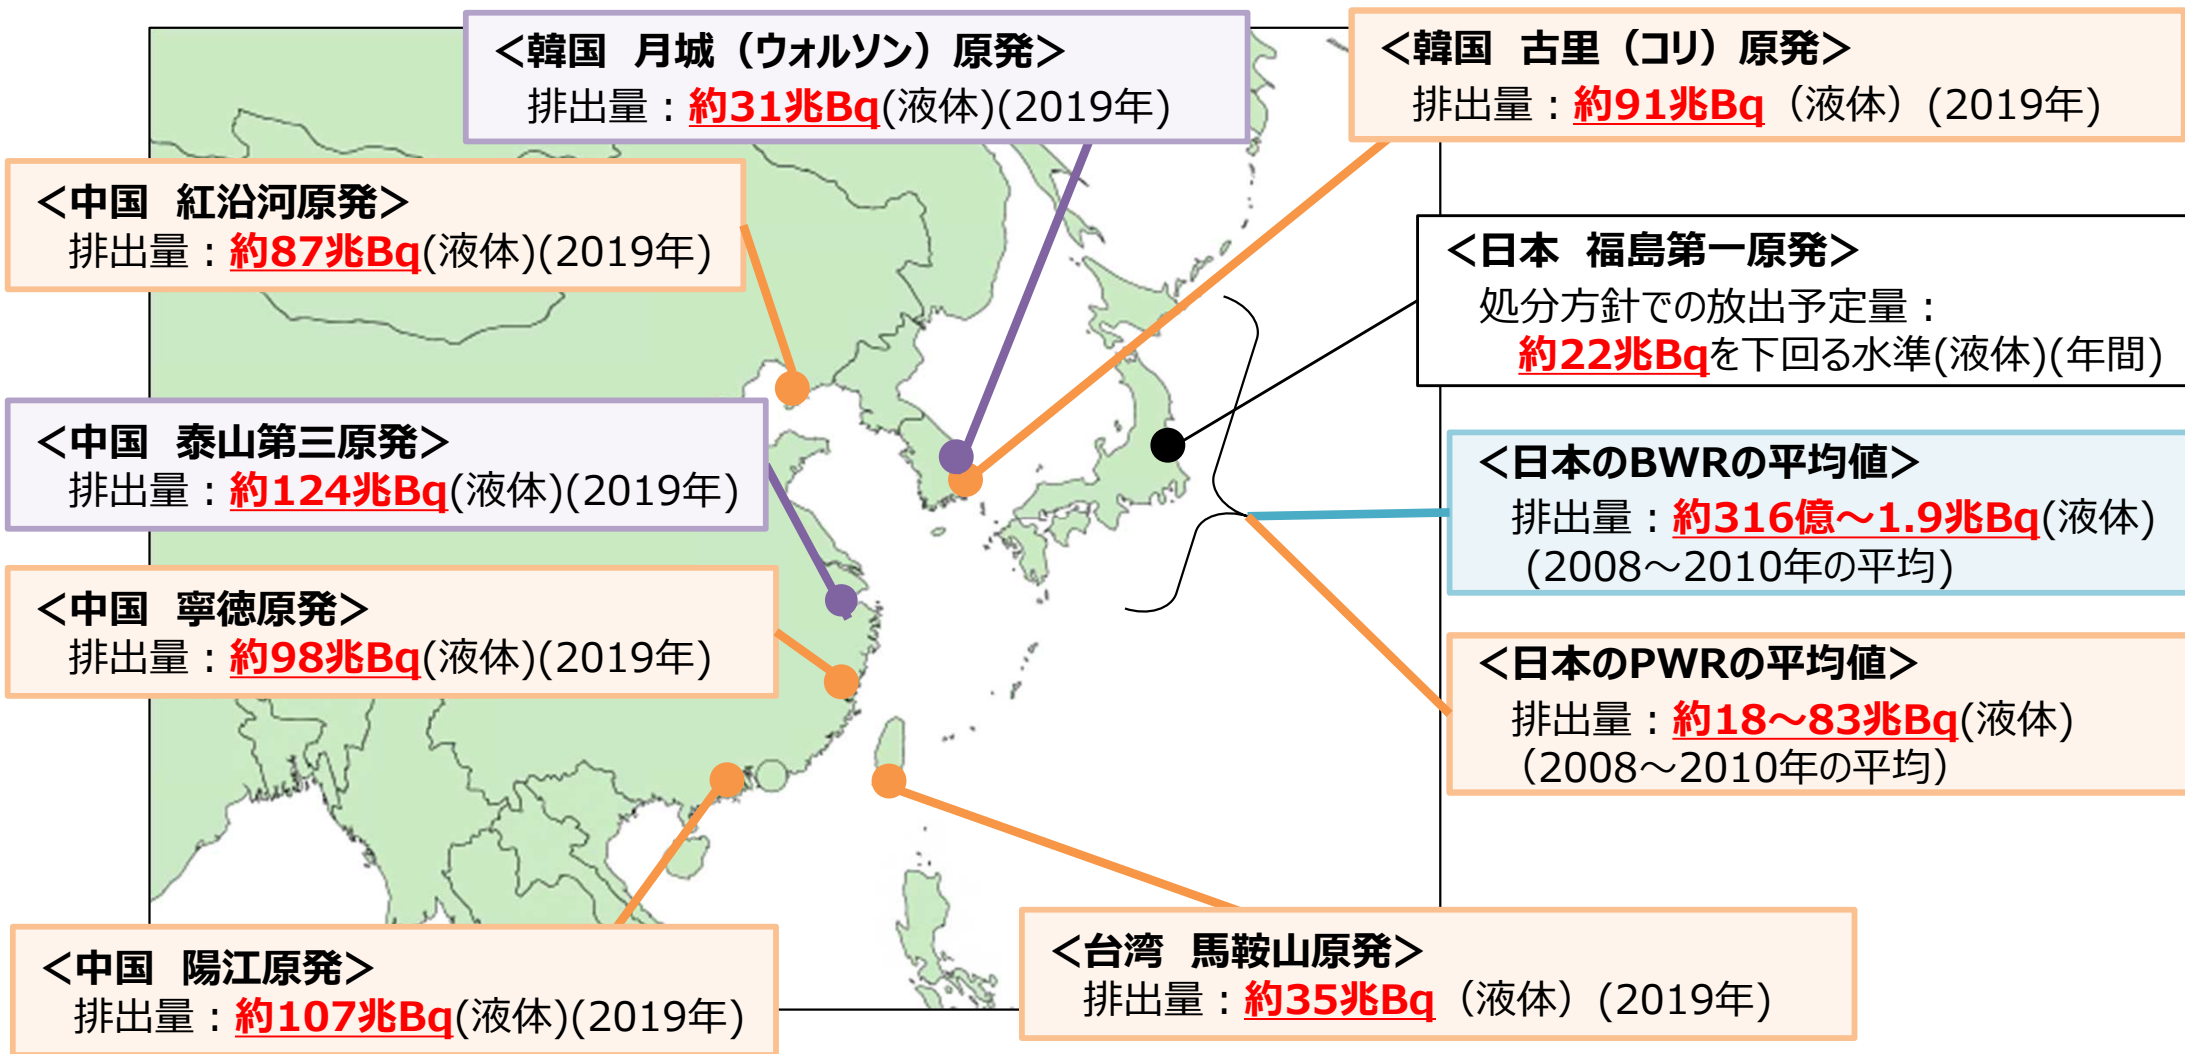 ＜韓国 月城（ウォルソン）原発＞
排出量：約31兆Bq(液体)(2019年)
＜韓国 古里（コリ）原発＞
排出量：約91兆Bq（液体）(2019年)
＜中国 紅沿河原発＞
排出量：約87兆Bq(液体)(2019年)
＜日本 福島第一原発＞
処分方針での放出予定量：
約22兆Bqを下回る水準(液体)(年間)
＜中国 泰山第三原発＞
排出量：約124兆Bq(液体)(2019年)
＜日本のBWRの平均値＞
排出量：約316億～1.9兆Bq(液体)
(2008～2010年の平均)
＜中国 寧徳原発＞
排出量：約98兆Bq(液体)(2019年)
＜日本のPWRの平均値＞
排出量：約18～83兆Bq(液体)
（2008～2010年の平均）
＜中国 陽江原発＞
排出量：約107兆Bq(液体)(2019年)
＜台湾 馬鞍山原発＞
排出量：約35兆Bq（液体）(2019年)